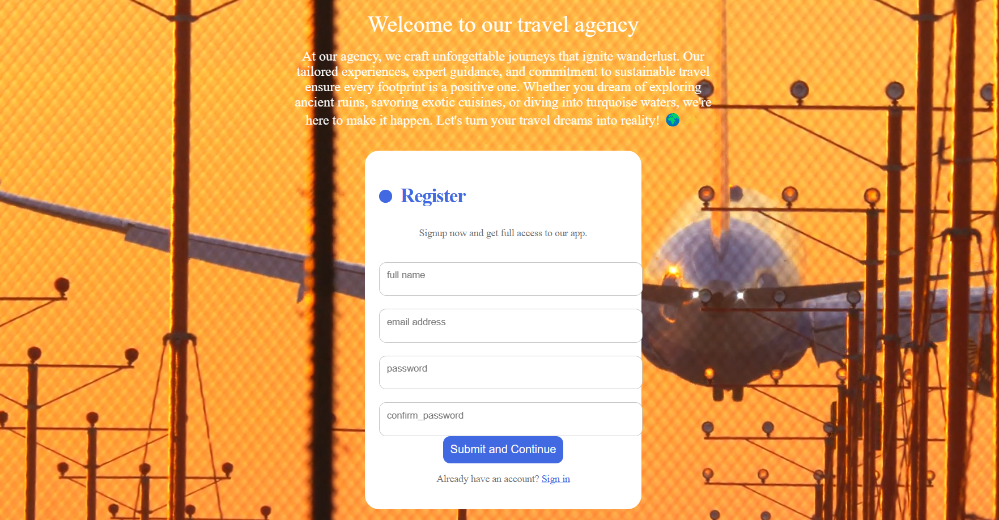 Welcome to our travel agency
At our agency, we craft unforgettable journeys that ignite wanderlust. Our
tailored experiences, expert guidance, and commitment to sustainable travel
ensure every footprint is a positive one. Whether you dream of exploring
ancient ruins, savoring exotic cuisines, or diving into turquoise waters, we're
here to make it happen. Let's turn your travel dreams into reality! 🌍✨
Register
Signup now and get full access to our app.
full name
email address
password
confirm_password
Submit and Continue
Already have an account? Sign in